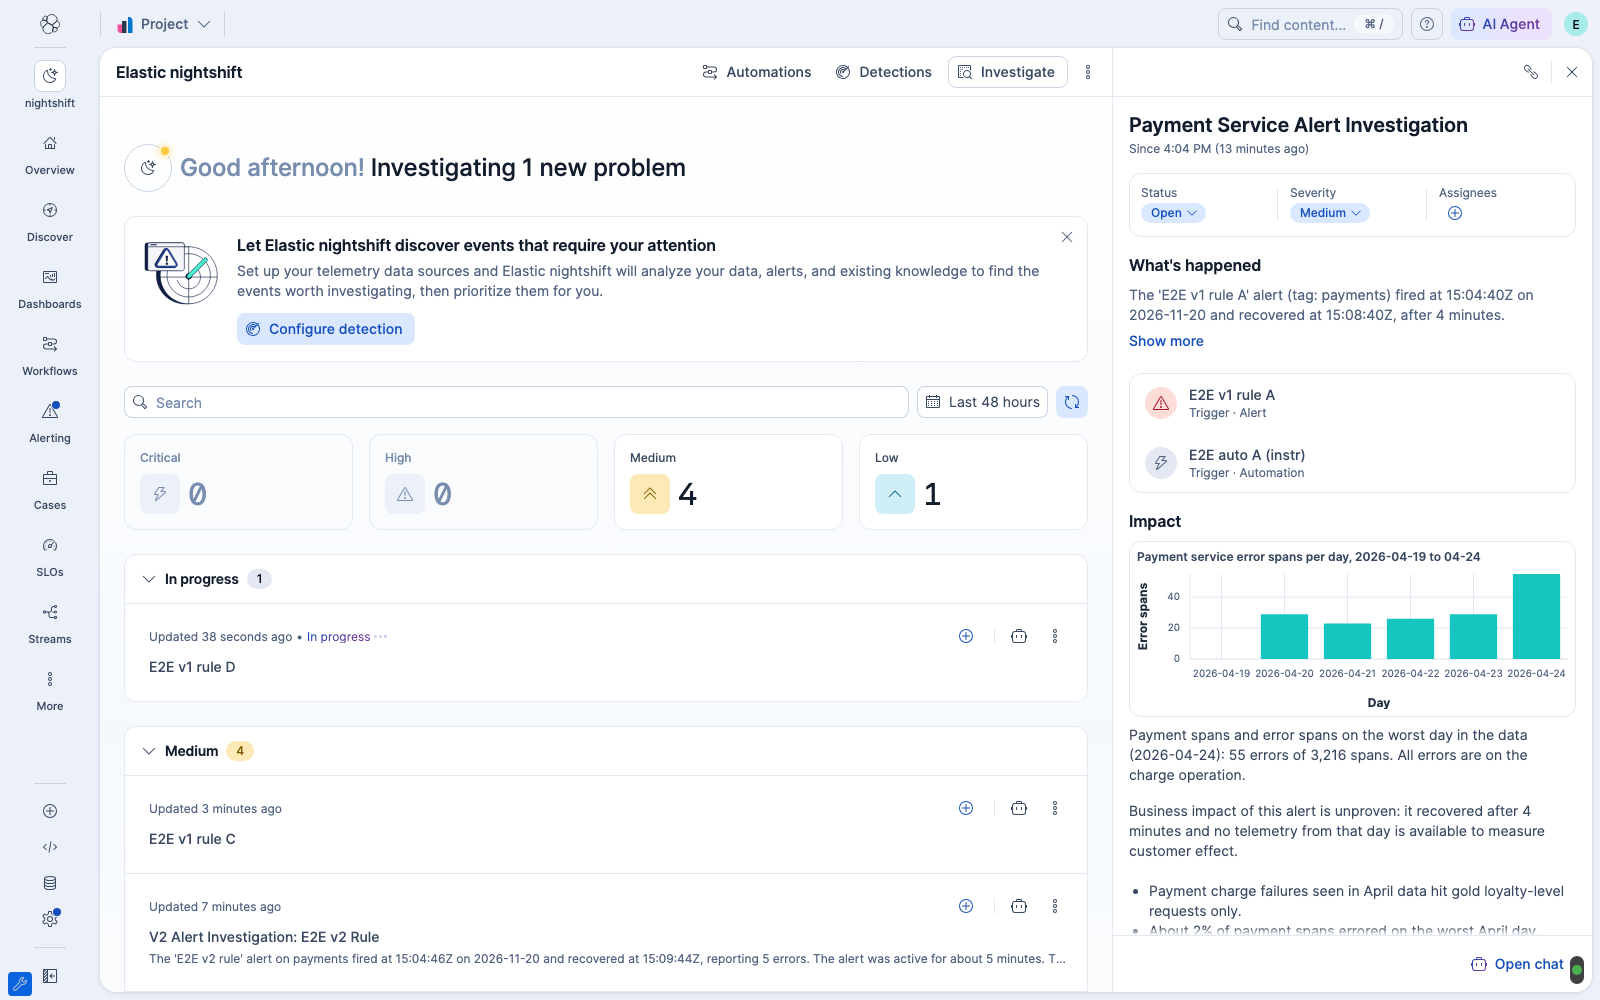 Project
Find content...
⌘ /
AI Agent
E
nightshift
Overview
Discover
Dashboards
Workflows
Alerting
Cases
SLOs
Streams
More
Elastic nightshift
Automations
Detections
Investigate
Good afternoon! Investigating 1 new problem
Let Elastic nightshift discover events that require your attention
Set up your telemetry data sources and Elastic nightshift will analyze your data, alerts, and existing knowledge to find the
events worth investigating, then prioritize them for you.
Configure detection
Search
Last 48 hours
Critical
0
High
0
Medium
4
Low
1
In progress 1
Updated 38 seconds ago • In progress
E2E v1 rule D
Medium 4
Updated 3 minutes ago
E2E v1 rule C
Updated 7 minutes ago
V2 Alert Investigation: E2E v2 Rule
The 'E2E v2 rule' alert on payments fired at 15:04:46Z on 2026-11-20 and recovered at 15:09:44Z, reporting 5 errors. The alert was active for about 5 minutes. T...
Payment Service Alert Investigation
Since 4:04 PM (13 minutes ago)
Status
Open
Severity
Medium
Assignees
What's happened
The 'E2E v1 rule A' alert (tag: payments) fired at 15:04:40Z on
2026-11-20 and recovered at 15:08:40Z, after 4 minutes.
Show more
E2E v1 rule A
Trigger · Alert
E2E auto A (instr)
Trigger · Automation
Impact
Payment service error spans per day, 2026-04-19 to 04-24
Error spans
40
20
0
2026-04-19 2026-04-20 2026-04-21 2026-04-22 2026-04-23 2026-04-24
Day
Payment spans and error spans on the worst day in the data
(2026-04-24): 55 errors of 3,216 spans. All errors are on the
charge operation.
Business impact of this alert is unproven: it recovered after 4
minutes and no telemetry from that day is available to measure
customer effect.
• Payment charge failures seen in April data hit gold loyalty-level
requests only.
• About 2% of payment spans errored on the worst April day
Open chat